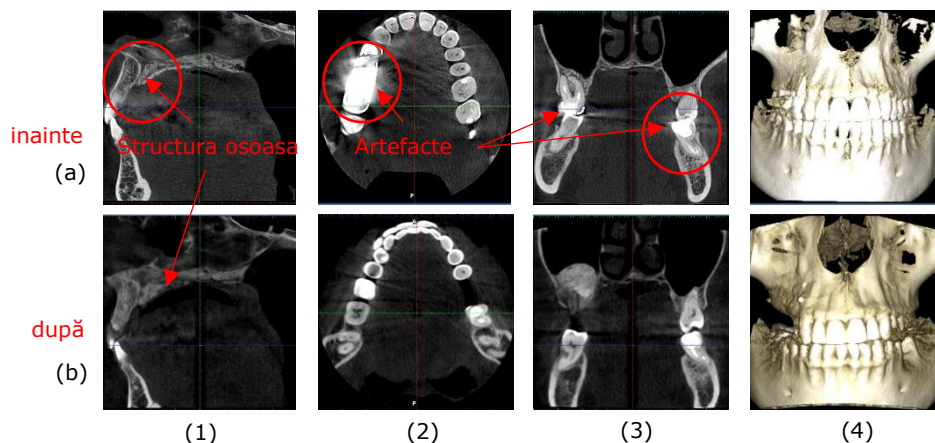 inainte
(a)
Structura osoasa
Artefacte
P
după
(b)
A
P
(1)
(2)
(3)
(4)